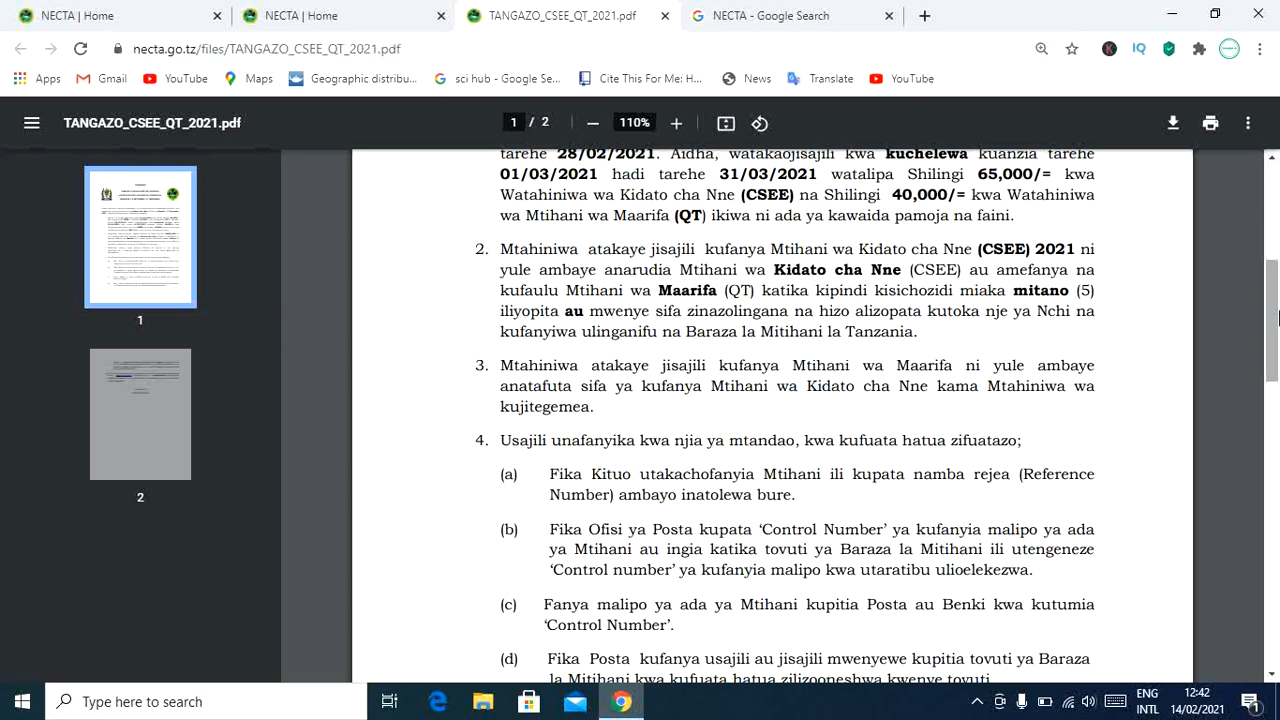 NECTA | Home
NECTA | Home
TANGAZO_CSEE_QT_2021.pdf
NECTA - Google Search
necta.go.tz/files/TANGAZO_CSEE_QT_2021.pdf
Apps
Gmail
YouTube
Maps
Geographic distribu...
sci hub - Google Se...
Cite This For Me: H...
News
Translate
YouTube
TANGAZO_CSEE_QT_2021.pdf
1 / 2
110%
1
2
tarehe 28/02/2021. Aidha, watakaojisajili kwa kuchelewa kuanzia tarehe
01/03/2021 hadi tarehe 31/03/2021 watalipa Shilingi 65,000/= kwa
Watahiniwa wa Kidato cha Nne (CSEE) na Shilingi 40,000/= kwa Watahiniwa
wa Mtihani wa Maarifa (QT) ikiwa ni ada ya kawaida pamoja na faini.
2. Mtahiniwa atakaye jisajili kufanya Mtihani wa Kidato cha Nne (CSEE) 2021 ni
yule ambaye anarudia Mtihani wa Kidato cha Nne (CSEE) au amefanya na
kufaulu Mtihani wa Maarifa (QT) katika kipindi kisichozidi miaka mitano (5)
iliyopita au mwenye sifa zinazolingana na hizo alizopata kutoka nje ya Nchi na
kufanyiwa ulinganifu na Baraza la Mitihani la Tanzania.
3. Mtahiniwa atakaye jisajili kufanya Mtihani wa Maarifa ni yule ambaye
anatafuta sifa ya kufanya Mtihani wa Kidato cha Nne kama Mtahiniwa wa
kujitegemea.
4. Usajili unafanyika kwa njia ya mtandao, kwa kufuata hatua zifuatazo;
(a) Fika Kituo utakachofanyia Mtihani ili kupata namba rejea (Reference
Number) ambayo inatolewa bure.
(b) Fika Ofisi ya Posta kupata ‘Control Number’ ya kufanyia malipo ya ada
ya Mtihani au ingia katika tovuti ya Baraza la Mitihani ili utengeneze
‘Control number’ ya kufanyia malipo kwa utaratibu ulioelekezwa.
(c) Fanya malipo ya ada ya Mtihani kupitia Posta au Benki kwa kutumia
‘Control Number’.
(d) Fika Posta kufanya usajili au jisajili mwenyewe kupitia tovuti ya Baraza
la Mitihani kwa kufuata hatua zilizooneshwa kwenye tovuti
Type here to search
ENG
INTL
12:42
14/02/2021